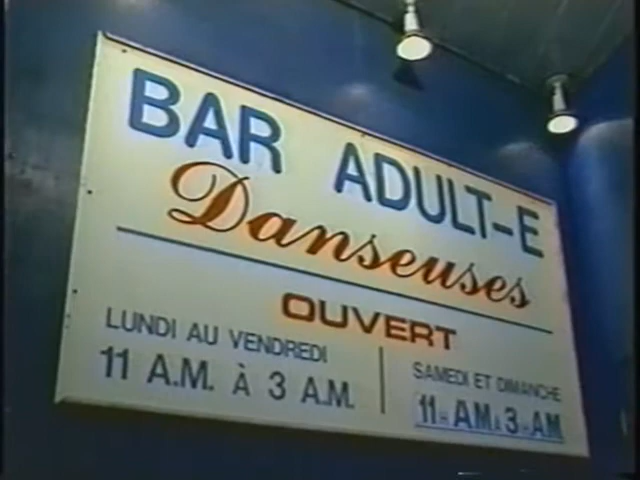 BAR ADULT-E
Danseuses
OUVERT
LUNDI AU VENDREDI
11 A.M. À 3 A.M.
SAMEDI ET DIMANCHE
11 H. AM À 3 H. AM